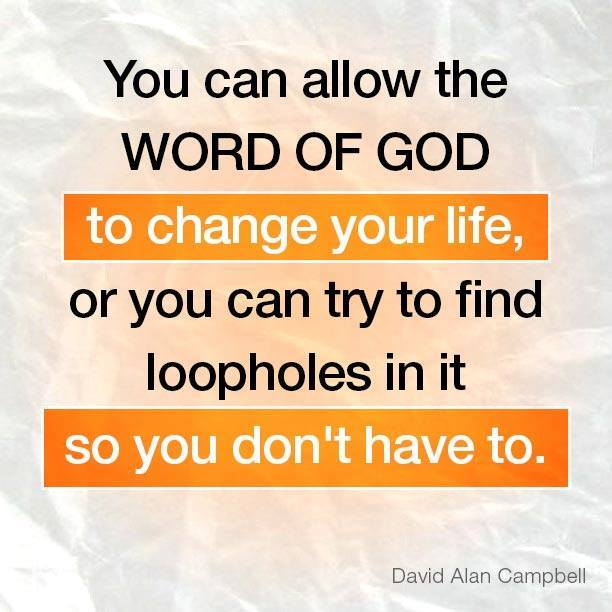 You can allow the
WORD OF GOD
to change your life,
or you can try to find
loopholes in it
so you don't have to.
David Alan Campbell